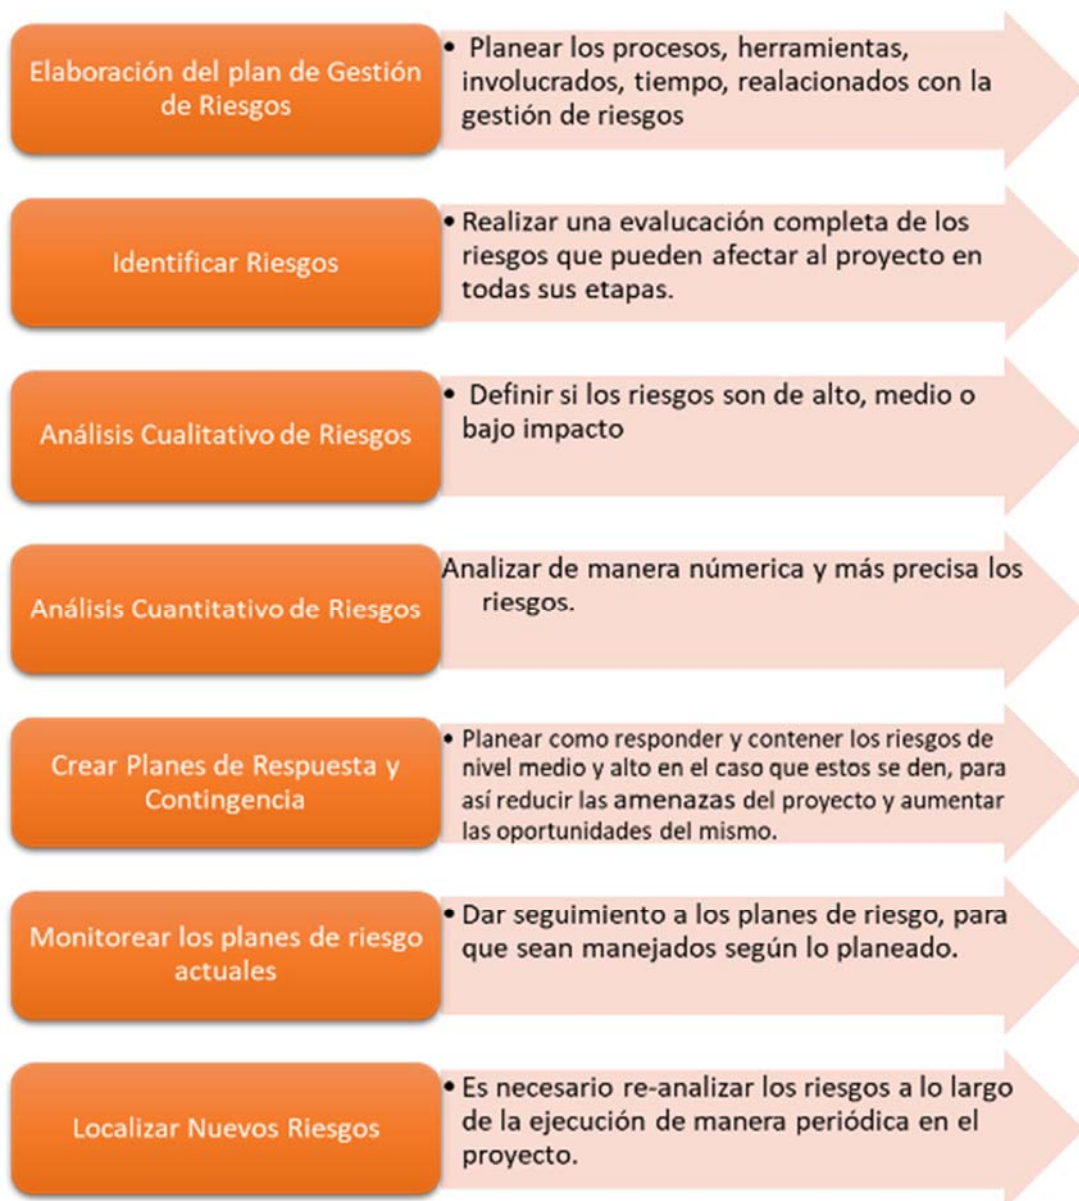 Elaboración del plan de Gestión
de Riesgos
• Planear los procesos, herramientas,
involucrados, tiempo, realacionados con la
gestión de riesgos
Identificar Riesgos
• Realizar una evalucación completa de los
riesgos que pueden afectar al proyecto en
todas sus etapas.
Análisis Cualitativo de Riesgos
• Definir si los riesgos son de alto, medio o
bajo impacto
Análisis Cuantitativo de Riesgos
Analizar de manera númerica y más precisa los
riesgos.
Crear Planes de Respuesta y
Contingencia
• Planear como responder y contener los riesgos de
nivel medio y alto en el caso que estos se den, para
así reducir las amenazas del proyecto y aumentar
las oportunidades del mismo.
Monitorear los planes de riesgo
actuales
• Dar seguimiento a los planes de riesgo, para
que sean manejados según lo planeado.
Localizar Nuevos Riesgos
• Es necesario re-analizar los riesgos a lo largo
de la ejecución de manera periódica en el
proyecto.